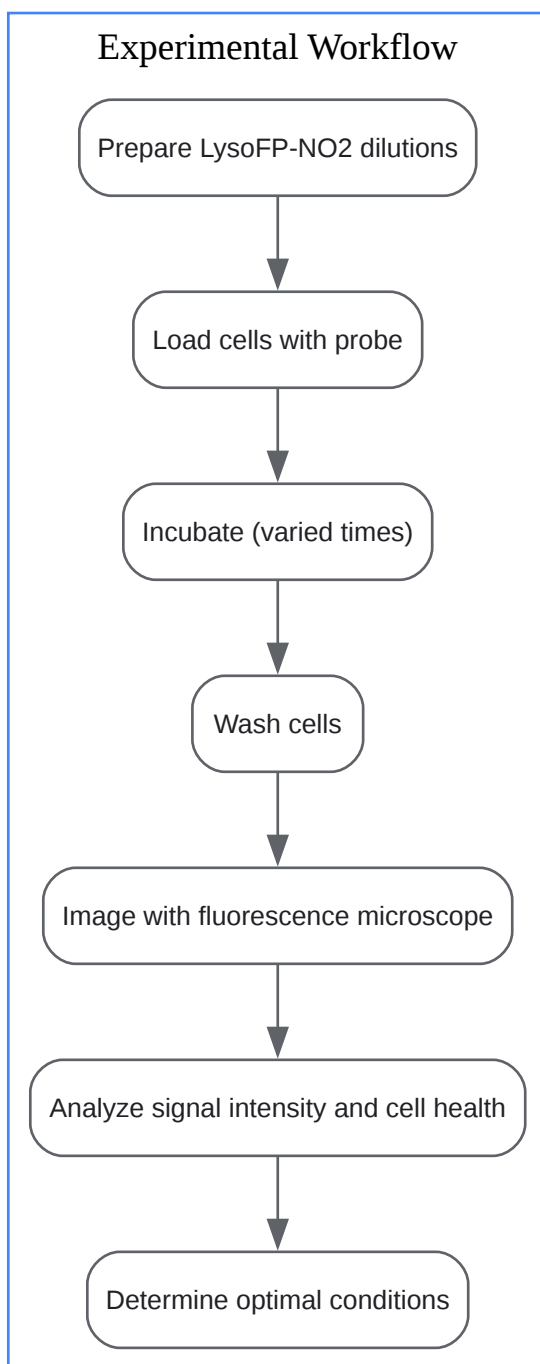 Experimental Workflow
Prepare LysoFP-NO2 dilutions
Load cells with probe
Incubate (varied times)
Wash cells
Image with fluorescence microscope
Analyze signal intensity and cell health
Determine optimal conditions